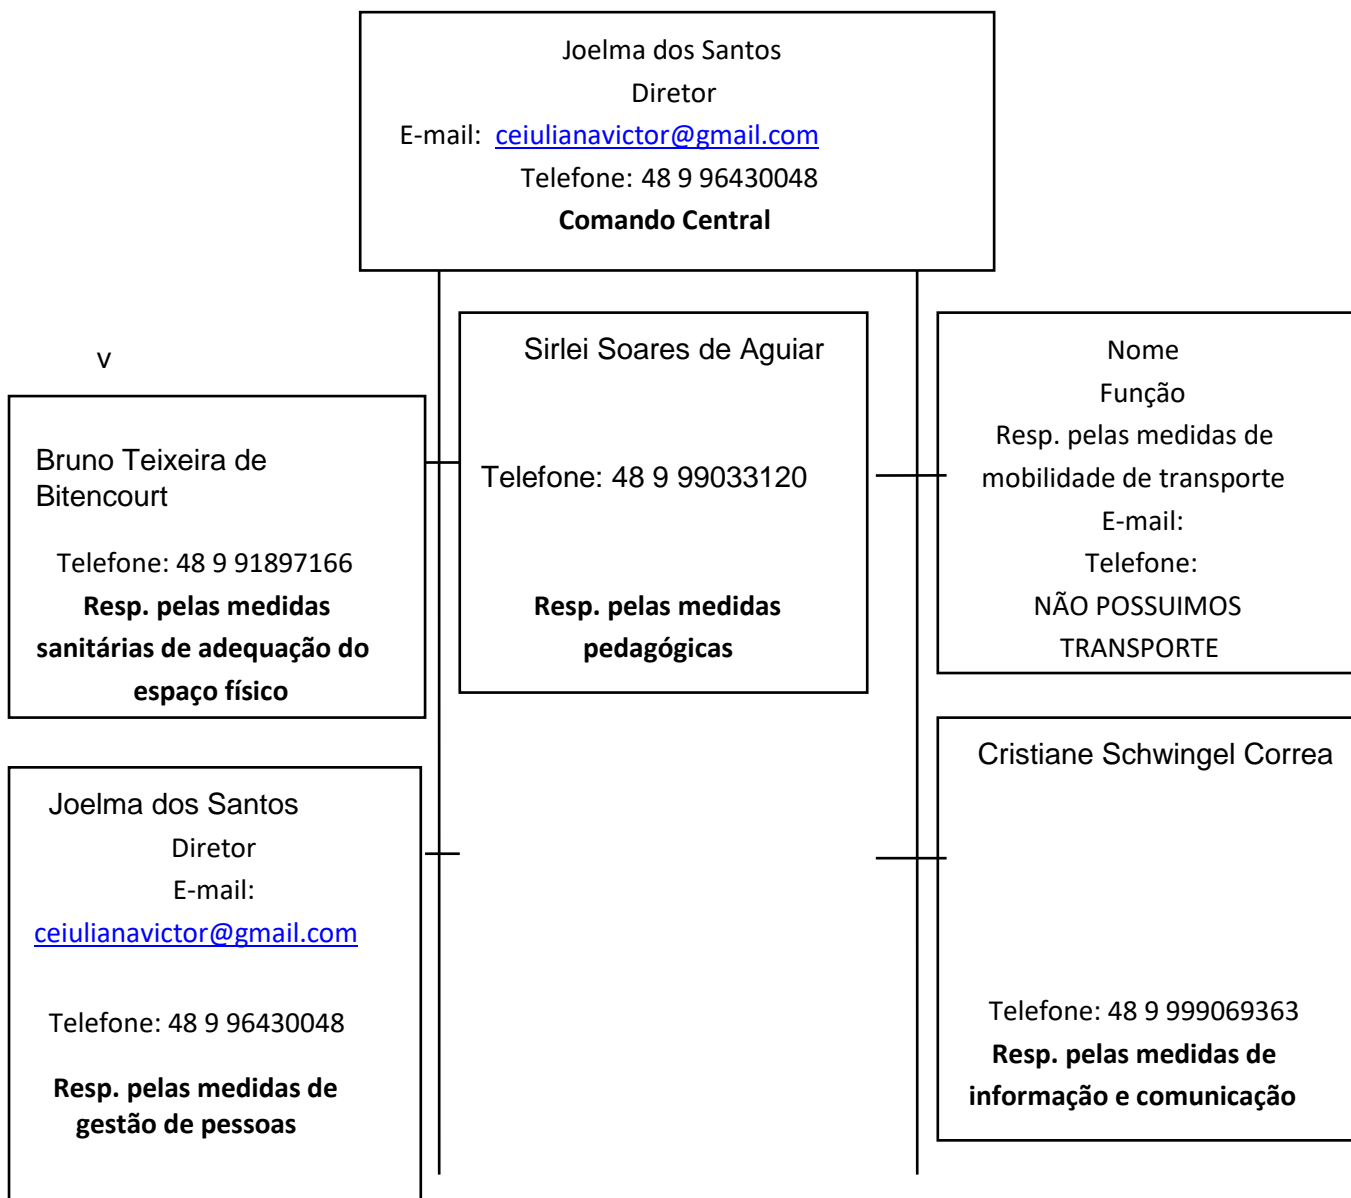 Joelma dos Santos
Diretor
E-mail: ceiulianavictor@gmail.com
Telefone: 48 9 96430048
Comando Central
v
Bruno Teixeira de
Bitencourt
Telefone: 48 9 91897166
Resp. pelas medidas
sanitárias de adequação do
espaço físico
Sirlei Soares de Aguiar
Telefone: 48 9 99033120
Resp. pelas medidas
pedagógicas
Nome
Função
Resp. pelas medidas de
mobilidade de transporte
E-mail:
Telefone:
NÃO POSSUIMOS
TRANSPORTE
Joelma dos Santos
Diretor
E-mail:
ceiulianavictor@gmail.com
Telefone: 48 9 96430048
Resp. pelas medidas de
gestão de pessoas
Cristiane Schwingel Correa
Telefone: 48 9 999069363
Resp. pelas medidas de
informação e comunicação